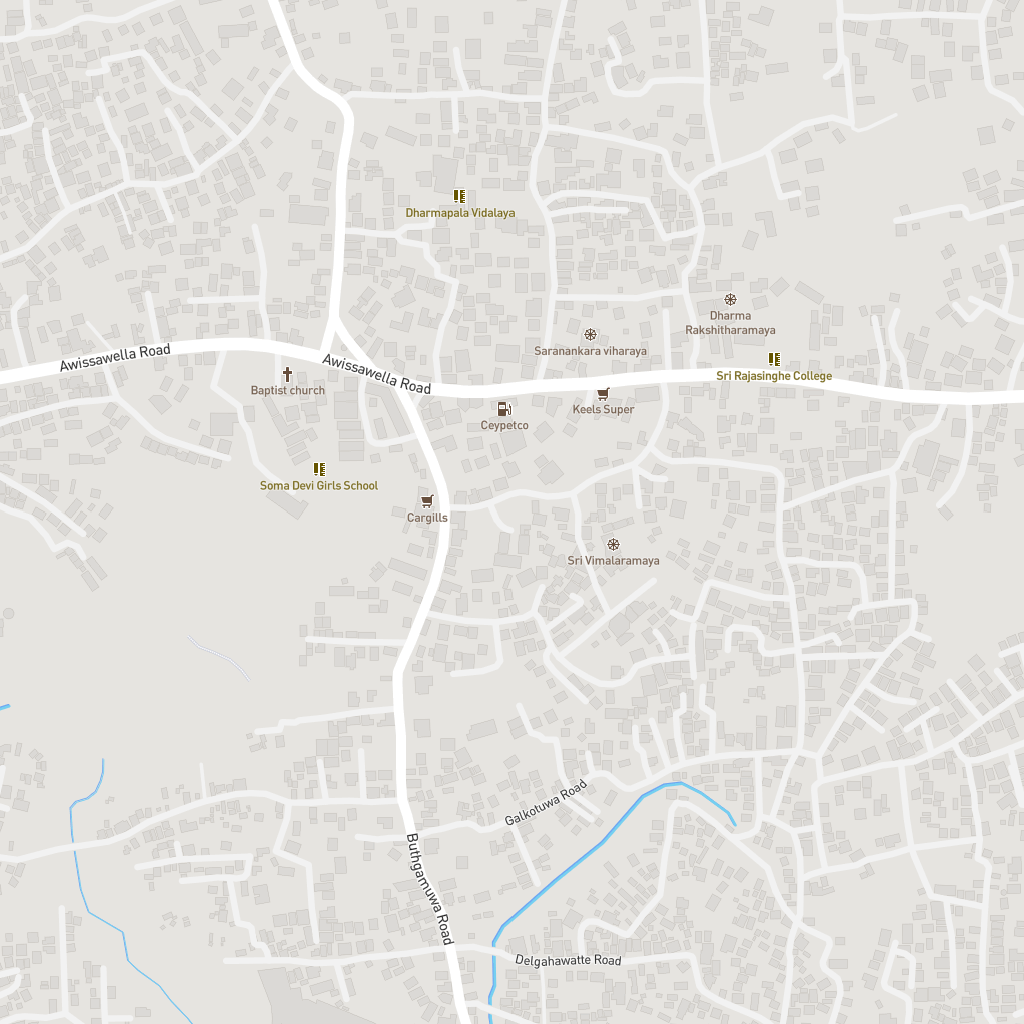 Dharmapala Vidalaya
Dharma
Rakshitharamaya
Saranankara viharaya
Awissawella Road
Awissawella Road
Sri Rajasinghe College
Baptist church
Keels Super
Ceypetco
Soma Devi Girls School
Cargills
Sri Vimalaramaya
Galkotuwa Road
Buthgamuwa Road
Delgahawatte Road